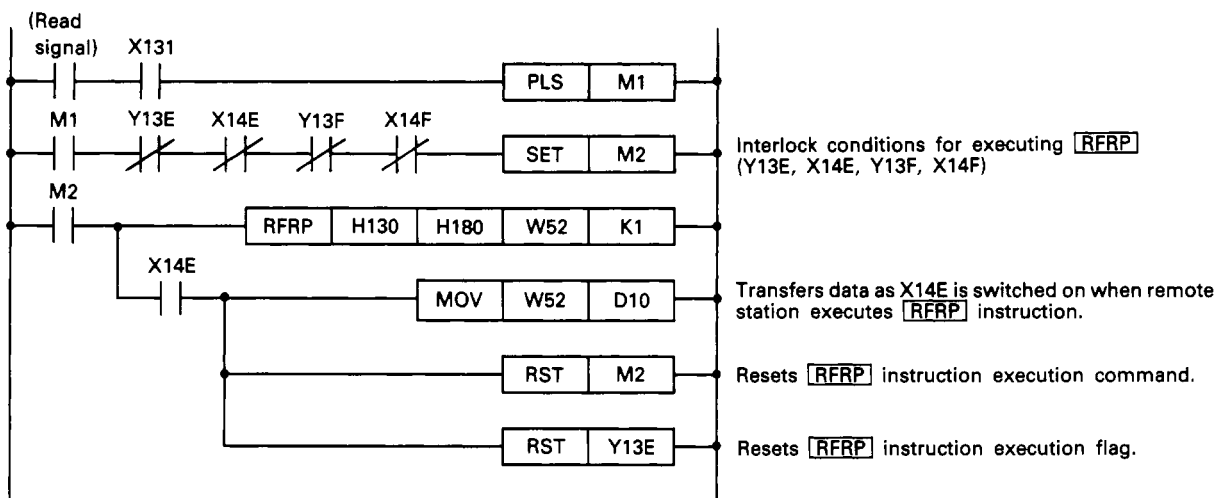 (Read
signal) X131
PLS M1
M1 Y13E X14E Y13F X14F
SET M2
Interlock conditions for executing RFRP
(Y13E, X14E, Y13F, X14F)
M2
RFRP H130 H180 W52 K1
X14E
MOV W52 D10
Transfers data as X14E is switched on when remote
station executes RFRP instruction.
RST M2
Resets RFRP instruction execution command.
RST Y13E
Resets RFRP instruction execution flag.